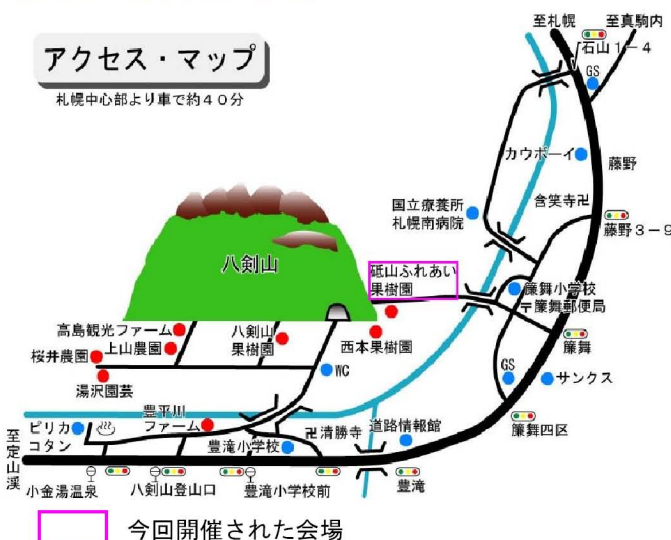 アクセス・マップ
札幌中心部より車で約40分
至札幌
至真駒内
石山1-4
GS
カウボーイ
藤野
国立療養所
札幌南病院
含笑寺卍
藤野3-9
八剣山
砥山ふれあい
果樹園
簾舞小学校
〒簾舞郵便局
高島観光ファーム
上山農園
桜井農園
湯沢園芸
八剣山
果樹園
西本果樹園
簾舞
WC
GS
サンクス
豊平川
ファーム
ピリカ
コタン
卍清勝寺
道路情報館
簾舞四区
豊滝小学校
至定山渓
小金湯温泉
八剣山登山口
豊滝小学校前
豊滝
今回開催された会場